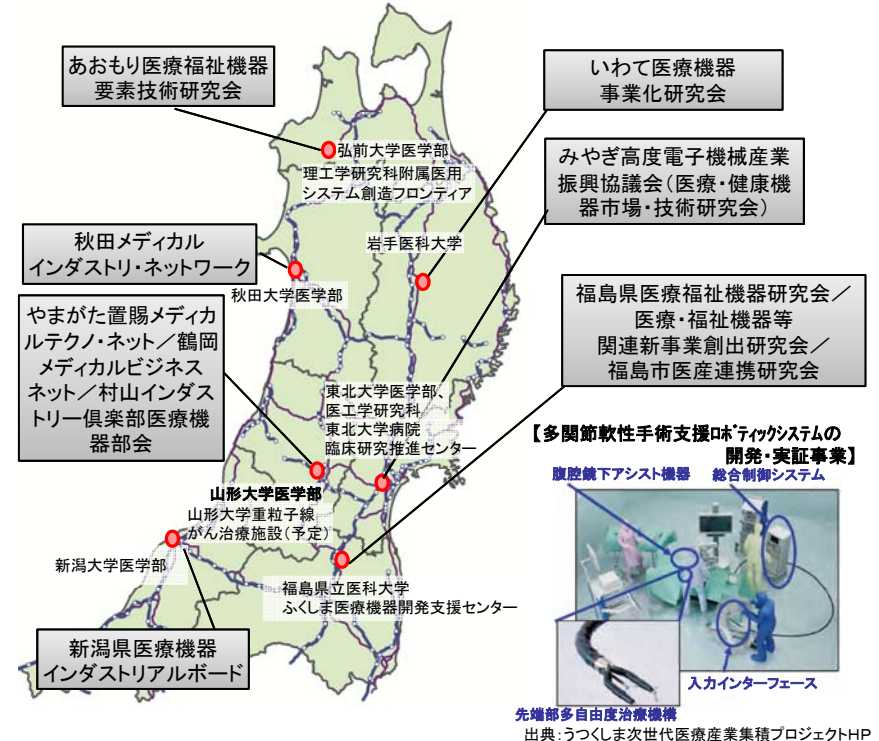 あおもり医療福祉機器
要素技術研究会
いわて医療機器
事業化研究会
弘前大学医学部
理工学研究科附属医用
システム創造フロンティア
みやぎ高度電子機械産業
振興協議会(医療・健康機
器市場・技術研究会)
秋田メディカル
インダストリ・ネットワーク
岩手医科大学
秋田大学医学部
やまがた置賜メディカ
ルテクノ・ネット/鶴岡
メディカルビジネス
ネット/村山インダス
トリー倶楽部医療機
器部会
福島県医療福祉機器研究会/
医療・福祉機器等
関連新事業創出研究会/
福島市医産連携研究会
東北大学医学部、
医工学研究科
東北大学病院
臨床研究推進センター
山形大学医学部
山形大学重粒子線
がん治療施設(予定)
新潟大学医学部
福島県立医科大学
ふくしま医療機器開発支援センター
新潟県医療機器
インダストリアルボード
【多関節軟性手術支援ロボティックシステムの
開発・実証事業】
腹腔鏡下アシスト機器
総合制御システム
入力インターフェース
先端部多自由度治療機構
出典:うつくしま次世代医療産業集積プロジェクトHP